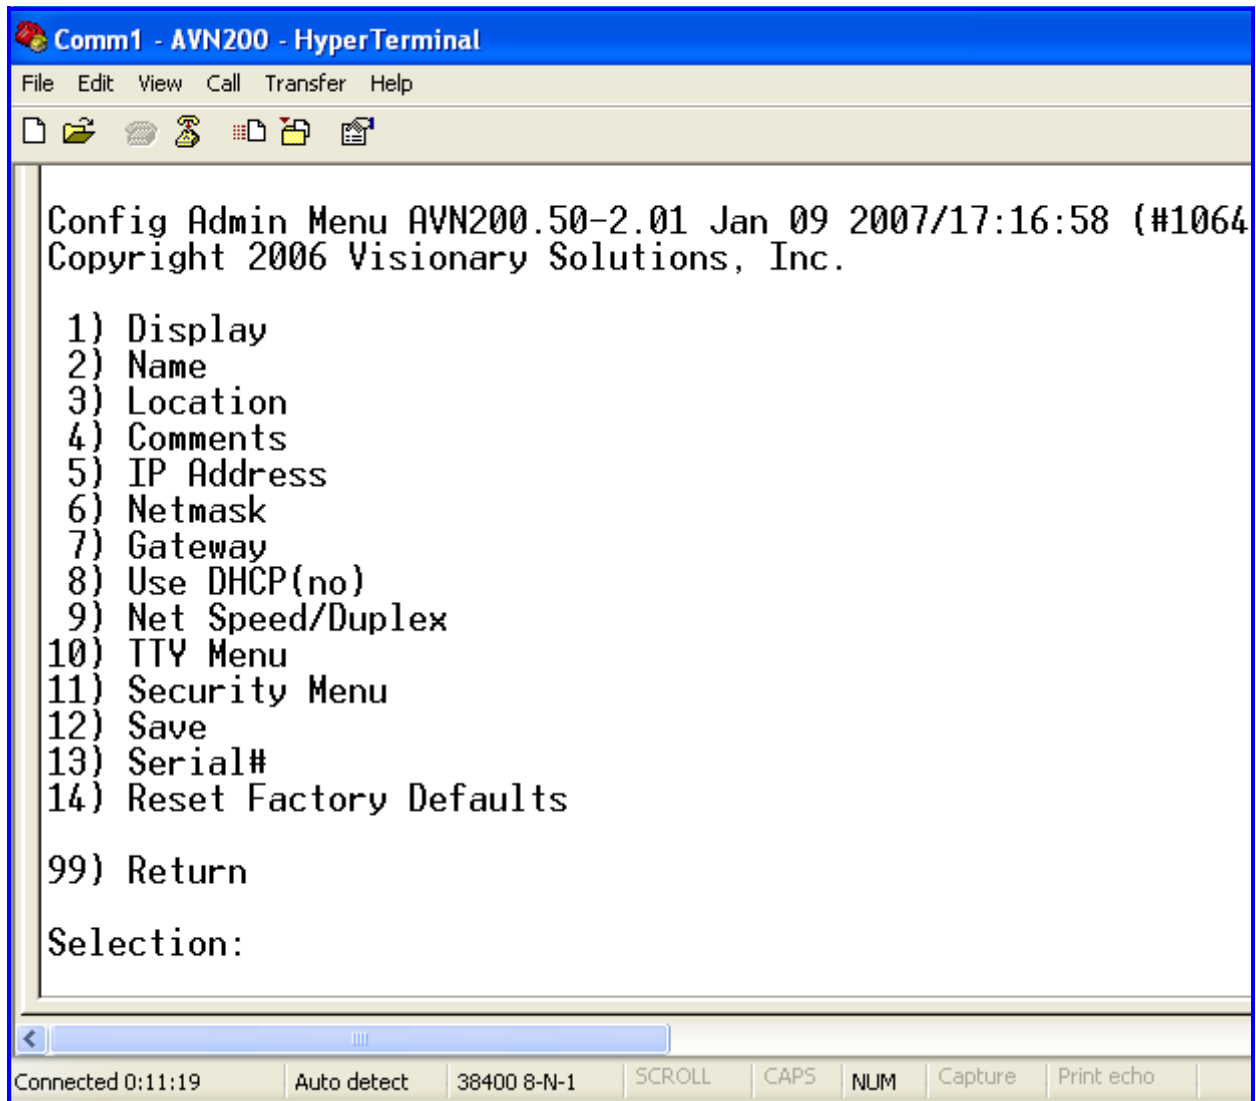 Comm1 - AVN200 - HyperTerminal
File Edit View Call Transfer Help
Config Admin Menu AVN200.50-2.01 Jan 09 2007/17:16:58 (#1064
Copyright 2006 Visionary Solutions, Inc.
1) Display
2) Name
3) Location
4) Comments
5) IP Address
6) Netmask
7) Gateway
8) Use DHCP(no)
9) Net Speed/Duplex
10) TTY Menu
11) Security Menu
12) Save
13) Serial#
14) Reset Factory Defaults
99) Return
Selection:
Connected 0:11:19 Auto detect 38400 8-N-1 SCROLL CAPS NUM Capture Print echo